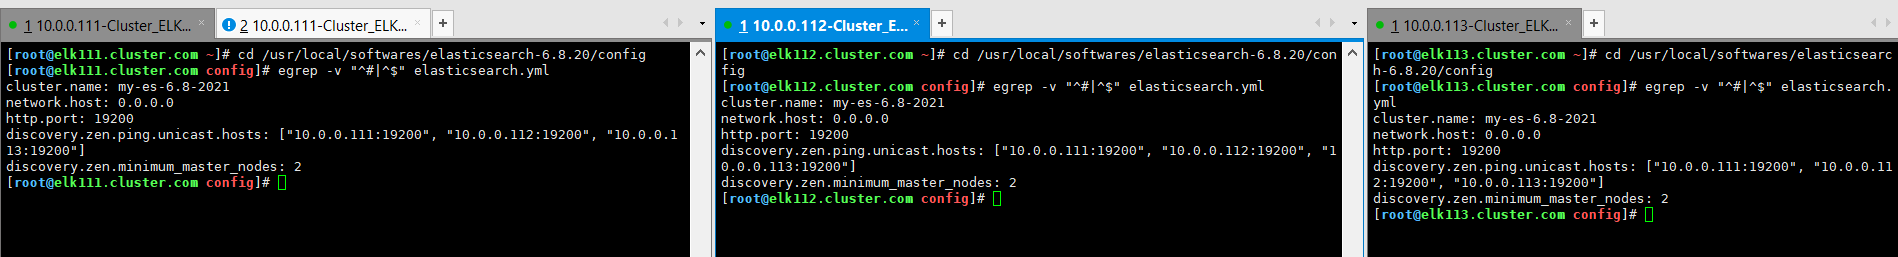 1 10.0.0.111-Cluster_ELK...
2 10.0.0.111-Cluster_ELK...
[root@elk111.cluster.com ~]# cd /usr/local/softwares/elasticsearch-6.8.20/config
[root@elk111.cluster.com config]# egrep -v "^#|^$" elasticsearch.yml
cluster.name: my-es-6.8-2021
network.host: 0.0.0.0
http.port: 19200
discovery.zen.ping.unicast.hosts: ["10.0.0.111:19200", "10.0.0.112:19200", "10.0.0.1
13:19200"]
discovery.zen.minimum_master_nodes: 2
[root@elk111.cluster.com config]#
1 10.0.0.112-Cluster_E...
[root@elk112.cluster.com ~]# cd /usr/local/softwares/elasticsearch-6.8.20/con
fig
[root@elk112.cluster.com config]# egrep -v "^#|^$" elasticsearch.yml
cluster.name: my-es-6.8-2021
network.host: 0.0.0.0
http.port: 19200
discovery.zen.ping.unicast.hosts: ["10.0.0.111:19200", "10.0.0.112:19200", "1
0.0.0.113:19200"]
discovery.zen.minimum_master_nodes: 2
[root@elk112.cluster.com config]#
1 10.0.0.113-Cluster_ELK...
[root@elk113.cluster.com ~]# cd /usr/local/softwares/elasticsearc
h-6.8.20/config
[root@elk113.cluster.com config]# egrep -v "^#|^$" elasticsearch.
yml
cluster.name: my-es-6.8-2021
network.host: 0.0.0.0
http.port: 19200
discovery.zen.ping.unicast.hosts: ["10.0.0.111:19200", "10.0.0.11
2:19200", "10.0.0.113:19200"]
discovery.zen.minimum_master_nodes: 2
[root@elk113.cluster.com config]#